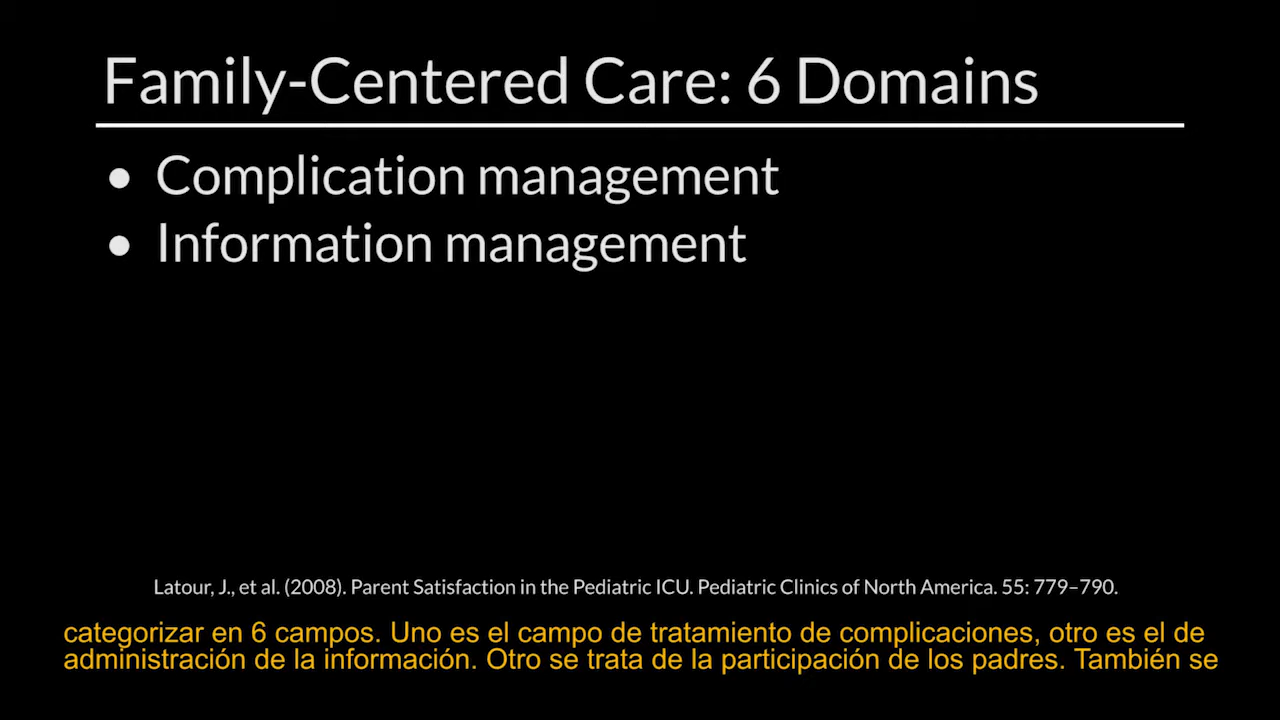 Family-Centered Care: 6 Domains
● Complication management
● Information management
Latour, J., et al. (2008). Parent Satisfaction in the Pediatric ICU. Pediatric Clinics of North America. 55: 779–790.
categorizar en 6 campos. Uno es el campo de tratamiento de complicaciones, otro es el de
administración de la información. Otro se trata de la participación de los padres. También se